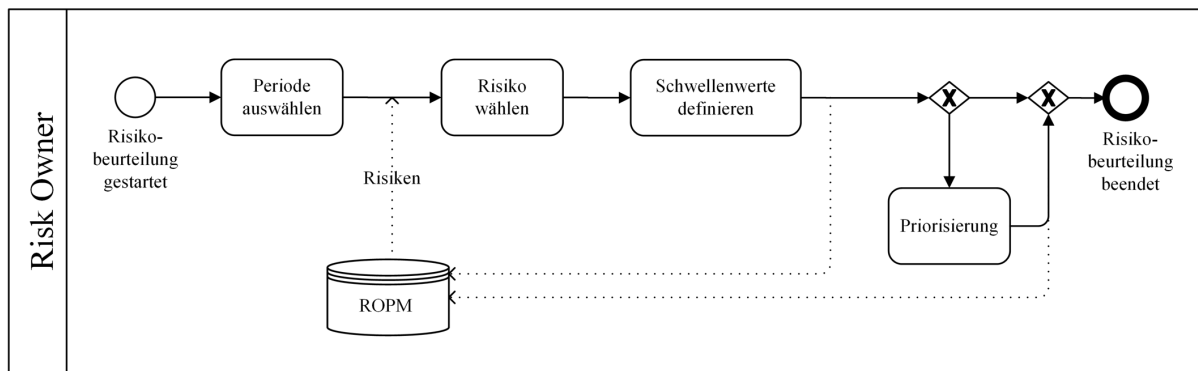 Risk Owner
Risiko-
beurteilung
gestartet
Periode
auswählen
Risiko
wählen
Schwellenwerte
definieren
X
X
Risiko-
beurteilung
beendet
Risiken
Priorisierung
ROPM